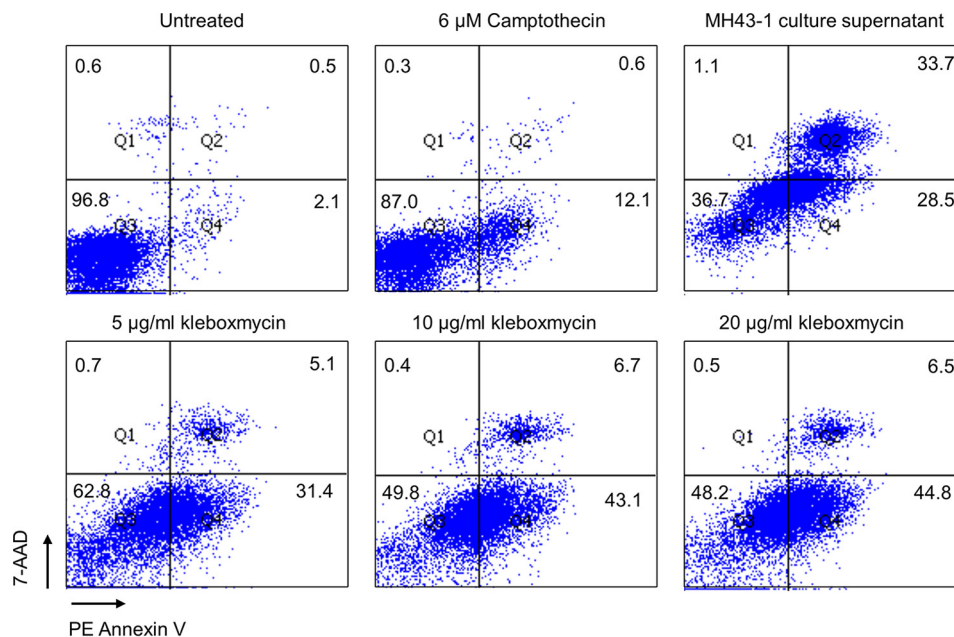 Untreated
6 µM Camptothecin
MH43-1 culture supernatant
0.6
0.5
Q1
Q2
96.8
2.1
Q3
Q4
0.3
0.6
Q1
Q2
87.0
12.1
Q3
Q4
1.1
33.7
Q1
Q2
36.7
28.5
Q3
Q4
5 µg/ml kleboxmycin
10 µg/ml kleboxmycin
20 µg/ml kleboxmycin
0.7
5.1
Q1
Q2
62.8
31.4
Q3
Q4
0.4
6.7
Q1
Q2
49.8
43.1
Q3
Q4
0.5
6.5
Q1
Q2
48.2
44.8
Q3
Q4
7-AAD
PE Annexin V